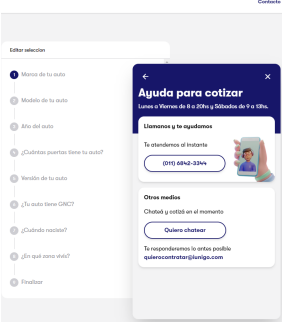 Contacto
Editar seleccion
1 Marca de tu auto
2 Modelo de tu auto
3 Año del auto
4 ¿Cuántas puertas tiene tu auto?
5 Versión de tu auto
6 ¿Tu auto tiene GNC?
7 ¿Cuándo naciste?
8 ¿En qué zona vivís?
9 Finalizar
Ayuda para cotizar
Lunes a Viernes de 8 a 20hs y Sábados de 9 a 13hs.
Llamanos y te ayudamos
Te atendemos al instante
(011) 6842-3344
Otros medios
Chateá y cotizá en el momento
Quiero chatear
Te responderemos lo antes posible
quierocontratar@iunigo.com